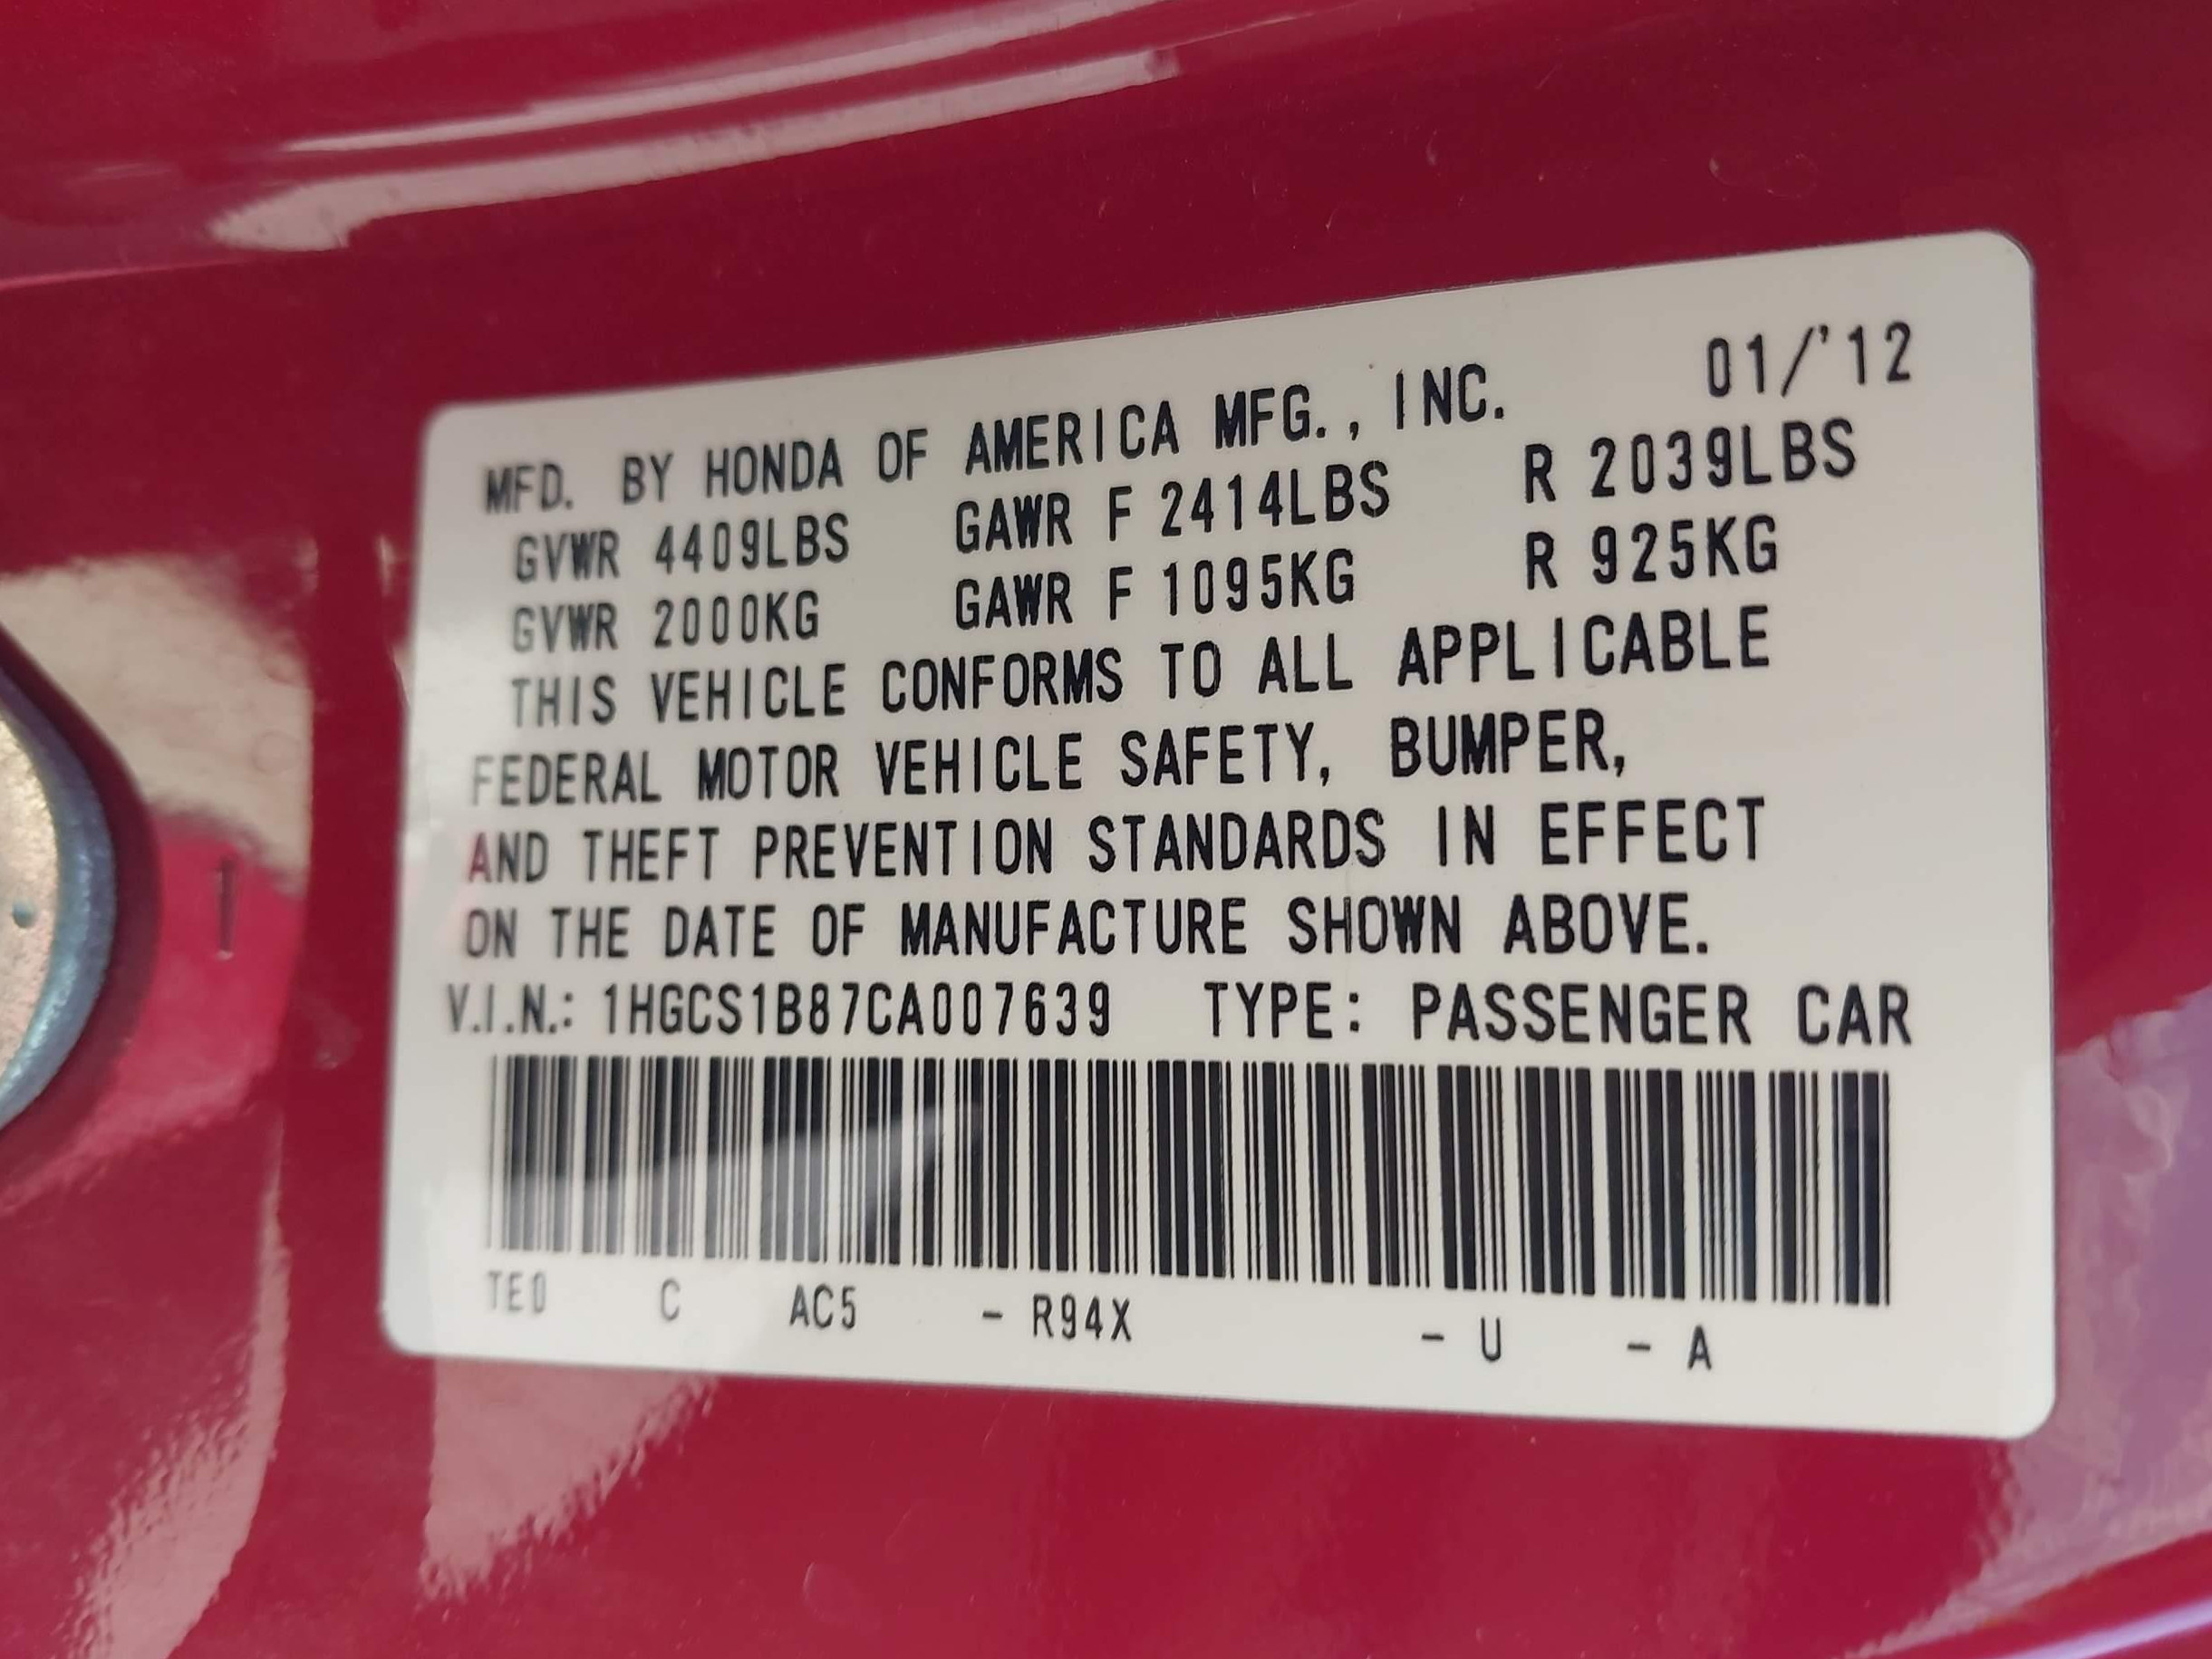 01/'12
MFD. BY HONDA OF AMERICA MFG., INC.
GVWR 4409LBS GAWR F 2414LBS R 2039LBS
GVWR 2000KG GAWR F 1095KG R 925KG
THIS VEHICLE CONFORMS TO ALL APPLICABLE
FEDERAL MOTOR VEHICLE SAFETY, BUMPER,
AND THEFT PREVENTION STANDARDS IN EFFECT
ON THE DATE OF MANUFACTURE SHOWN ABOVE.
V.I.N.: 1HGCS1B87CA007639 TYPE: PASSENGER CAR
TE0 C AC5 - R94X - U - A